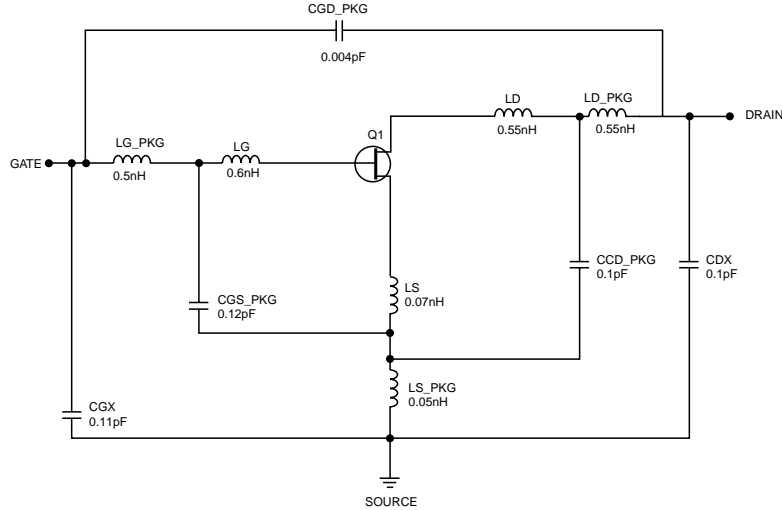 CGD_PKG
0.004pF
LD
0.55nH
LD_PKG
0.55nH
DRAIN
Q1
LG_PKG
0.5nH
LG
0.6nH
GATE
CCD_PKG
0.1pF
CDX
0.1pF
LS
0.07nH
CGS_PKG
0.12pF
LS_PKG
0.05nH
CGX
0.11pF
SOURCE